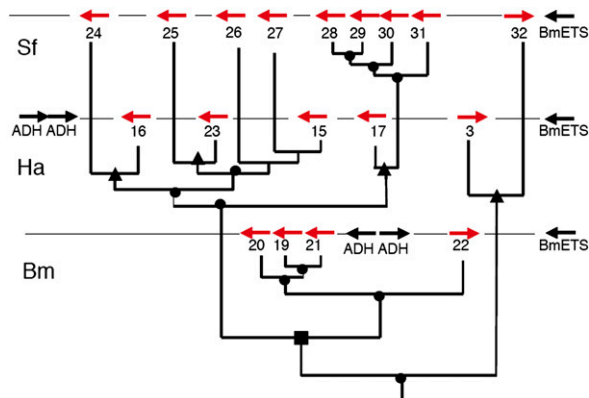 24 25 26 27 28 29 30 31 32 BmETS
Sf
ADH ADH 16 23 15 17 3 BmETS
Ha
20 19 21 ADH ADH 22 BmETS
Bm